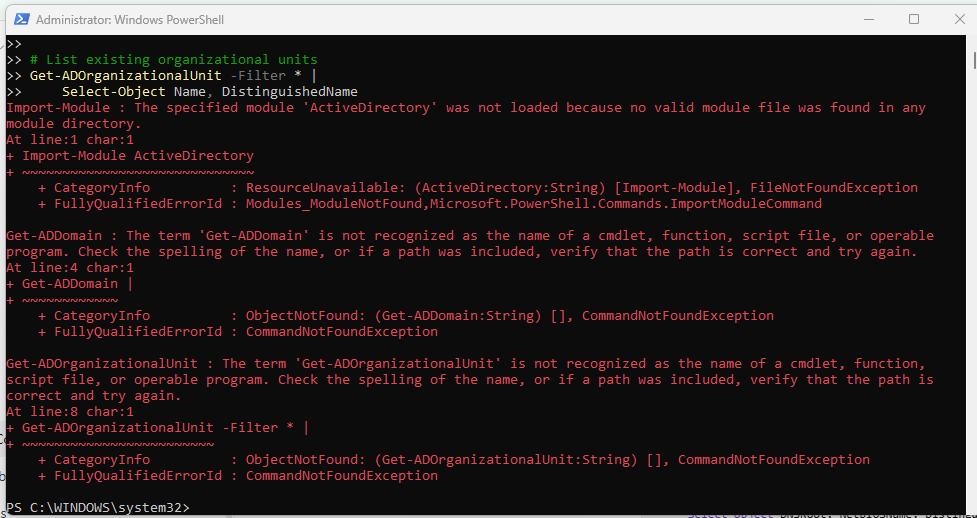 Administrator: Windows PowerShell
>>
>> # List existing organizational units
>> Get-ADOrganizationalUnit -Filter * |
>>     Select-Object Name, DistinguishedName
Import-Module : The specified module 'ActiveDirectory' was not loaded because no valid module file was found in any
module directory.
At line:1 char:1
+ Import-Module ActiveDirectory
+ ~~~~~~~~~~~~~~~~~~~~~~~~~~~~~
    + CategoryInfo          : ResourceUnavailable: (ActiveDirectory:String) [Import-Module], FileNotFoundException
    + FullyQualifiedErrorId : Modules_ModuleNotFound,Microsoft.PowerShell.Commands.ImportModuleCommand
Get-ADDomain : The term 'Get-ADDomain' is not recognized as the name of a cmdlet, function, script file, or operable
program. Check the spelling of the name, or if a path was included, verify that the path is correct and try again.
At line:4 char:1
+ Get-ADDomain |
+ ~~~~~~~~~~~~
    + CategoryInfo          : ObjectNotFound: (Get-ADDomain:String) [], CommandNotFoundException
    + FullyQualifiedErrorId : CommandNotFoundException
Get-ADOrganizationalUnit : The term 'Get-ADOrganizationalUnit' is not recognized as the name of a cmdlet, function,
script file, or operable program. Check the spelling of the name, or if a path was included, verify that the path is
correct and try again.
At line:8 char:1
+ Get-ADOrganizationalUnit -Filter * |
+ ~~~~~~~~~~~~~~~~~~~~~~~~
    + CategoryInfo          : ObjectNotFound: (Get-ADOrganizationalUnit:String) [], CommandNotFoundException
    + FullyQualifiedErrorId : CommandNotFoundException
PS C:\WINDOWS\system32>